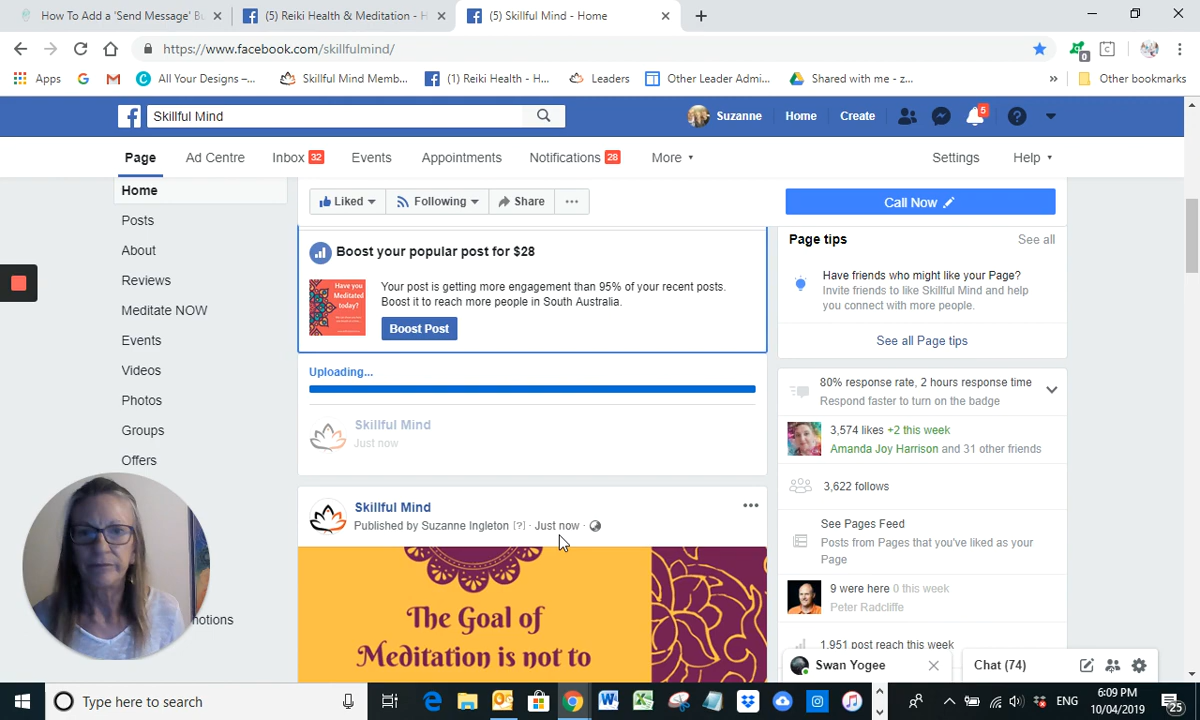 How To Add a 'Send Message' Bu
(5) Reiki Health & Meditation - H
(5) Skillful Mind - Home
https://www.facebook.com/skillfulmind/
0
Apps
All Your Designs –...
Skillful Mind Memb...
(1) Reiki Health - H...
Leaders
Other Leader Admi...
Shared with me - z...
Other bookmarks
Skillful Mind
Suzanne
Home
Create
5
Page
Ad Centre
Inbox 32
Events
Appointments
Notifications 28
More
Settings
Help
Home
Posts
About
Reviews
Meditate NOW
Events
Videos
Photos
Groups
Offers
notions
Liked
Following
Share
Call Now
Boost your popular post for $28
Have you
Meditated
today?
Your post is getting more engagement than 95% of your recent posts.
Boost it to reach more people in South Australia.
Boost Post
Uploading...
Skillful Mind
Just now
Skillful Mind
Published by Suzanne Ingleton [?] · Just now ·
The Goal of
Meditation is not to
Page tips
See all
Have friends who might like your Page?
Invite friends to like Skillful Mind and help
you connect with more people.
See all Page tips
80% response rate, 2 hours response time
Respond faster to turn on the badge
3,574 likes +2 this week
Amanda Joy Harrison and 31 other friends
3,622 follows
See Pages Feed
Posts from Pages that you've liked as your
Page
9 were here 0 this week
Peter Radcliffe
1,951 post reach this week
Swan Yogee
Chat (74)
Type here to search
ENG
6:09 PM
10/04/2019
25